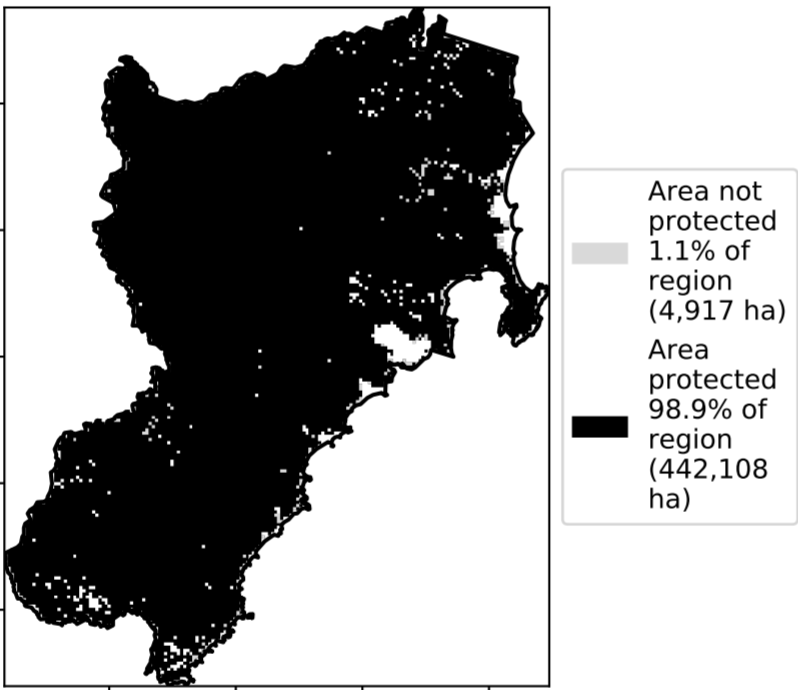 Area not
protected
1.1% of
region
(4,917 ha)
Area
protected
98.9% of
region
(442,108
ha)